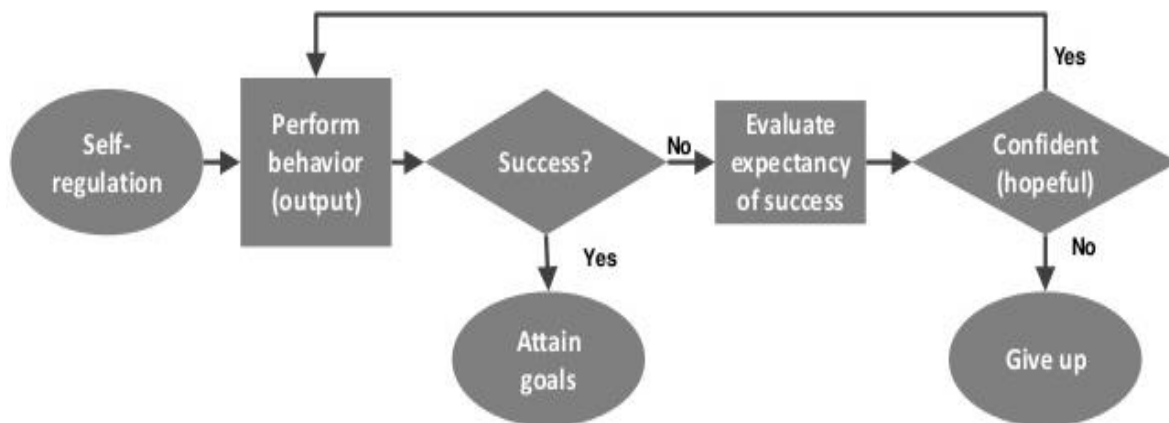 Self-
regulation
Perform
behavior
(output)
Success?
No
Evaluate
expectancy
of success
Confident
(hopeful)
Yes
Yes
No
Attain
goals
Give up